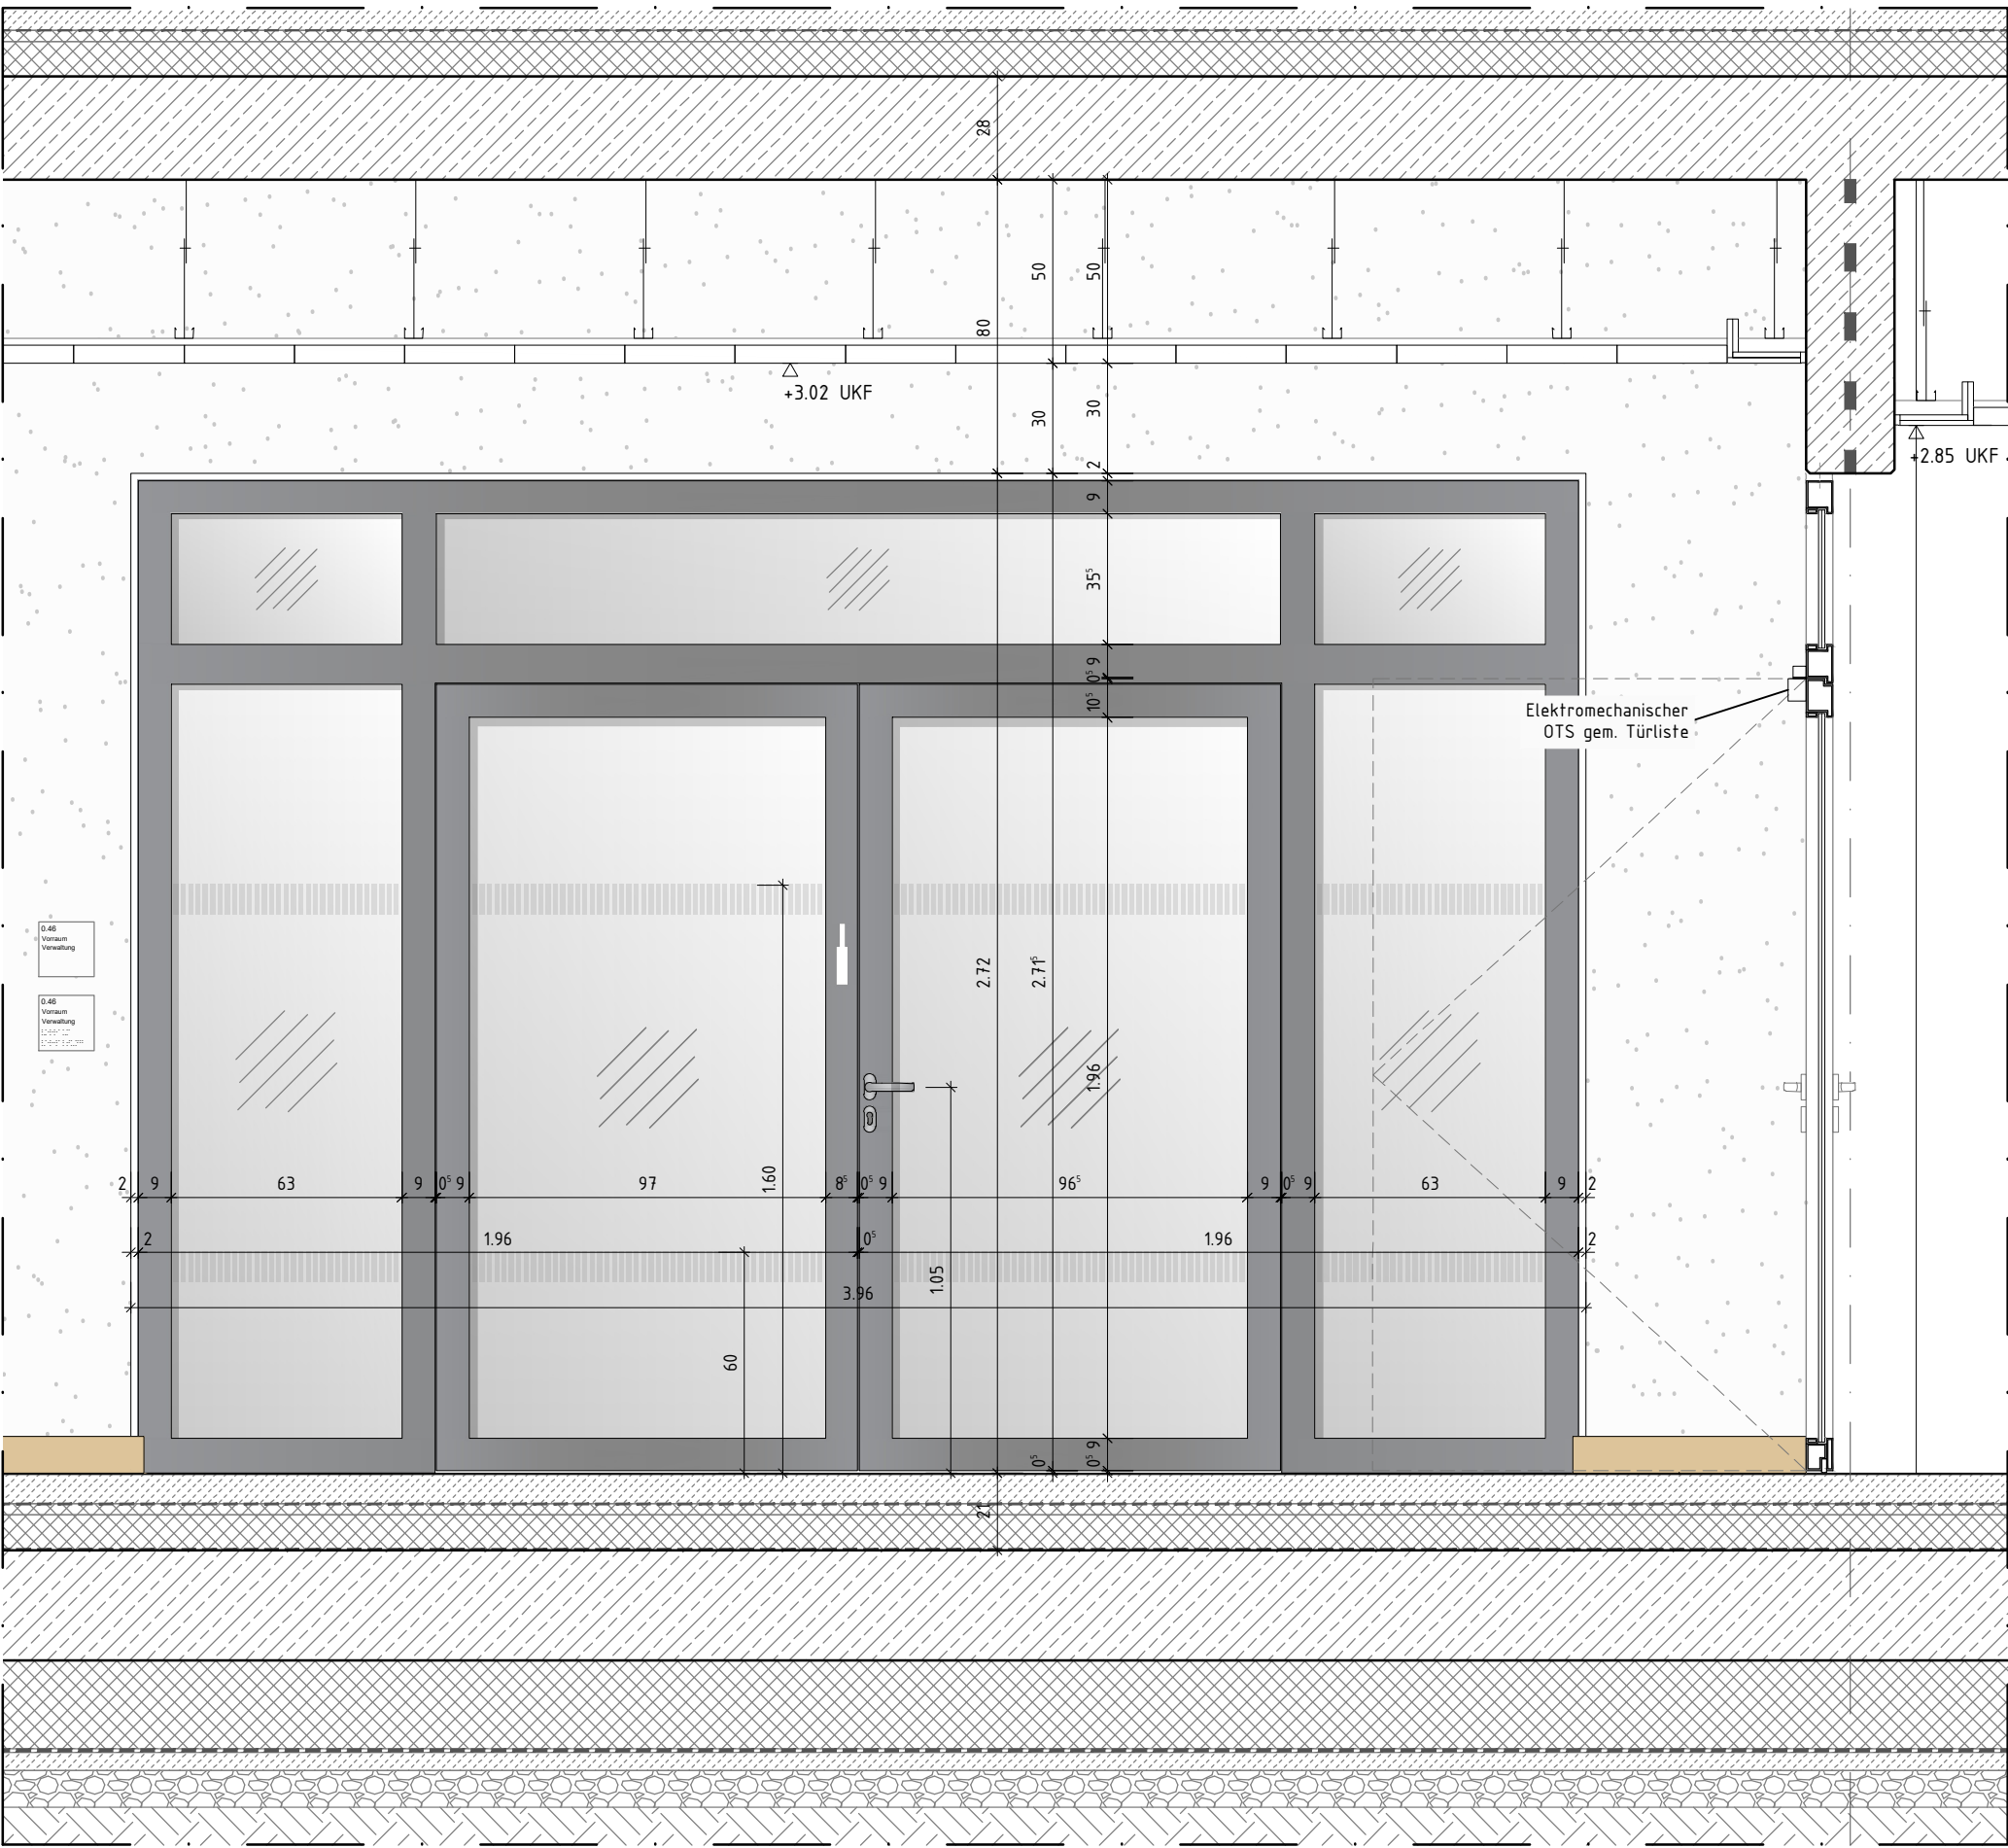 28
50
50
80
+3.02 UKF
30
30
+2.85 UKF
2
9
35⁵
9
0⁵
10⁵
Elektromechanischer
OTS gem. Türliste
0.46
Vorraum
Verwaltung
2.72
2.71⁵
0.46
Vorraum
Verwaltung
1.96
1.60
2 9 63 9 0⁵ 9 97 8⁵ 0⁵ 9 96⁵ 9 0⁵ 9 63 9 2
2 1.96 0⁵ 1.96 2
1.05
3.96
60
9
0⁵
0⁵
21